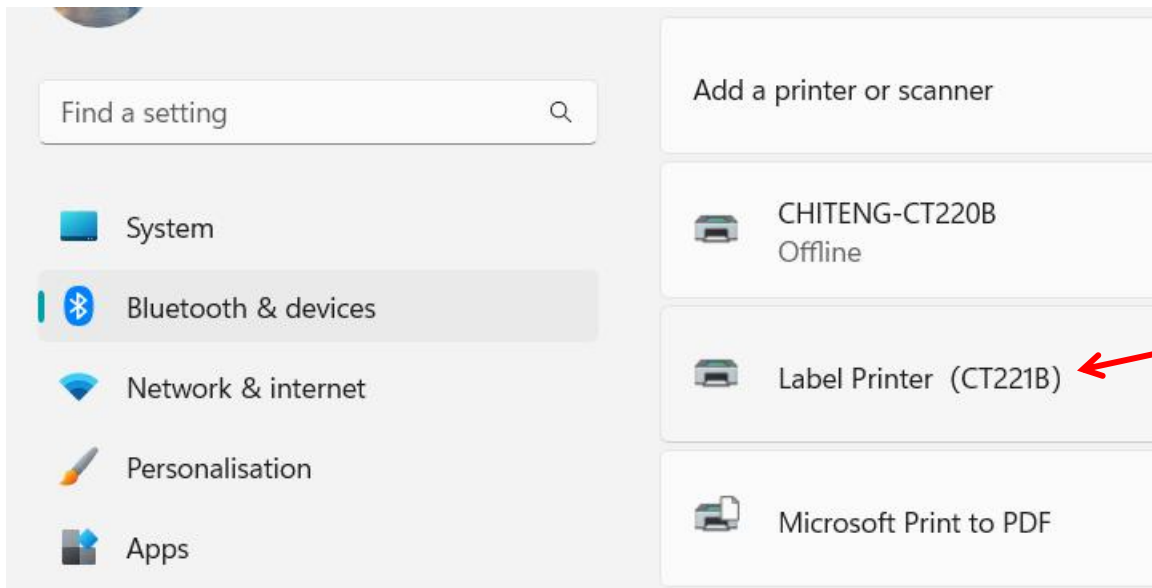 Find a setting
System
Bluetooth & devices
Network & internet
Personalisation
Apps
Add a printer or scanner
CHITENG-CT220B
Offline
Label Printer (CT221B)
Microsoft Print to PDF